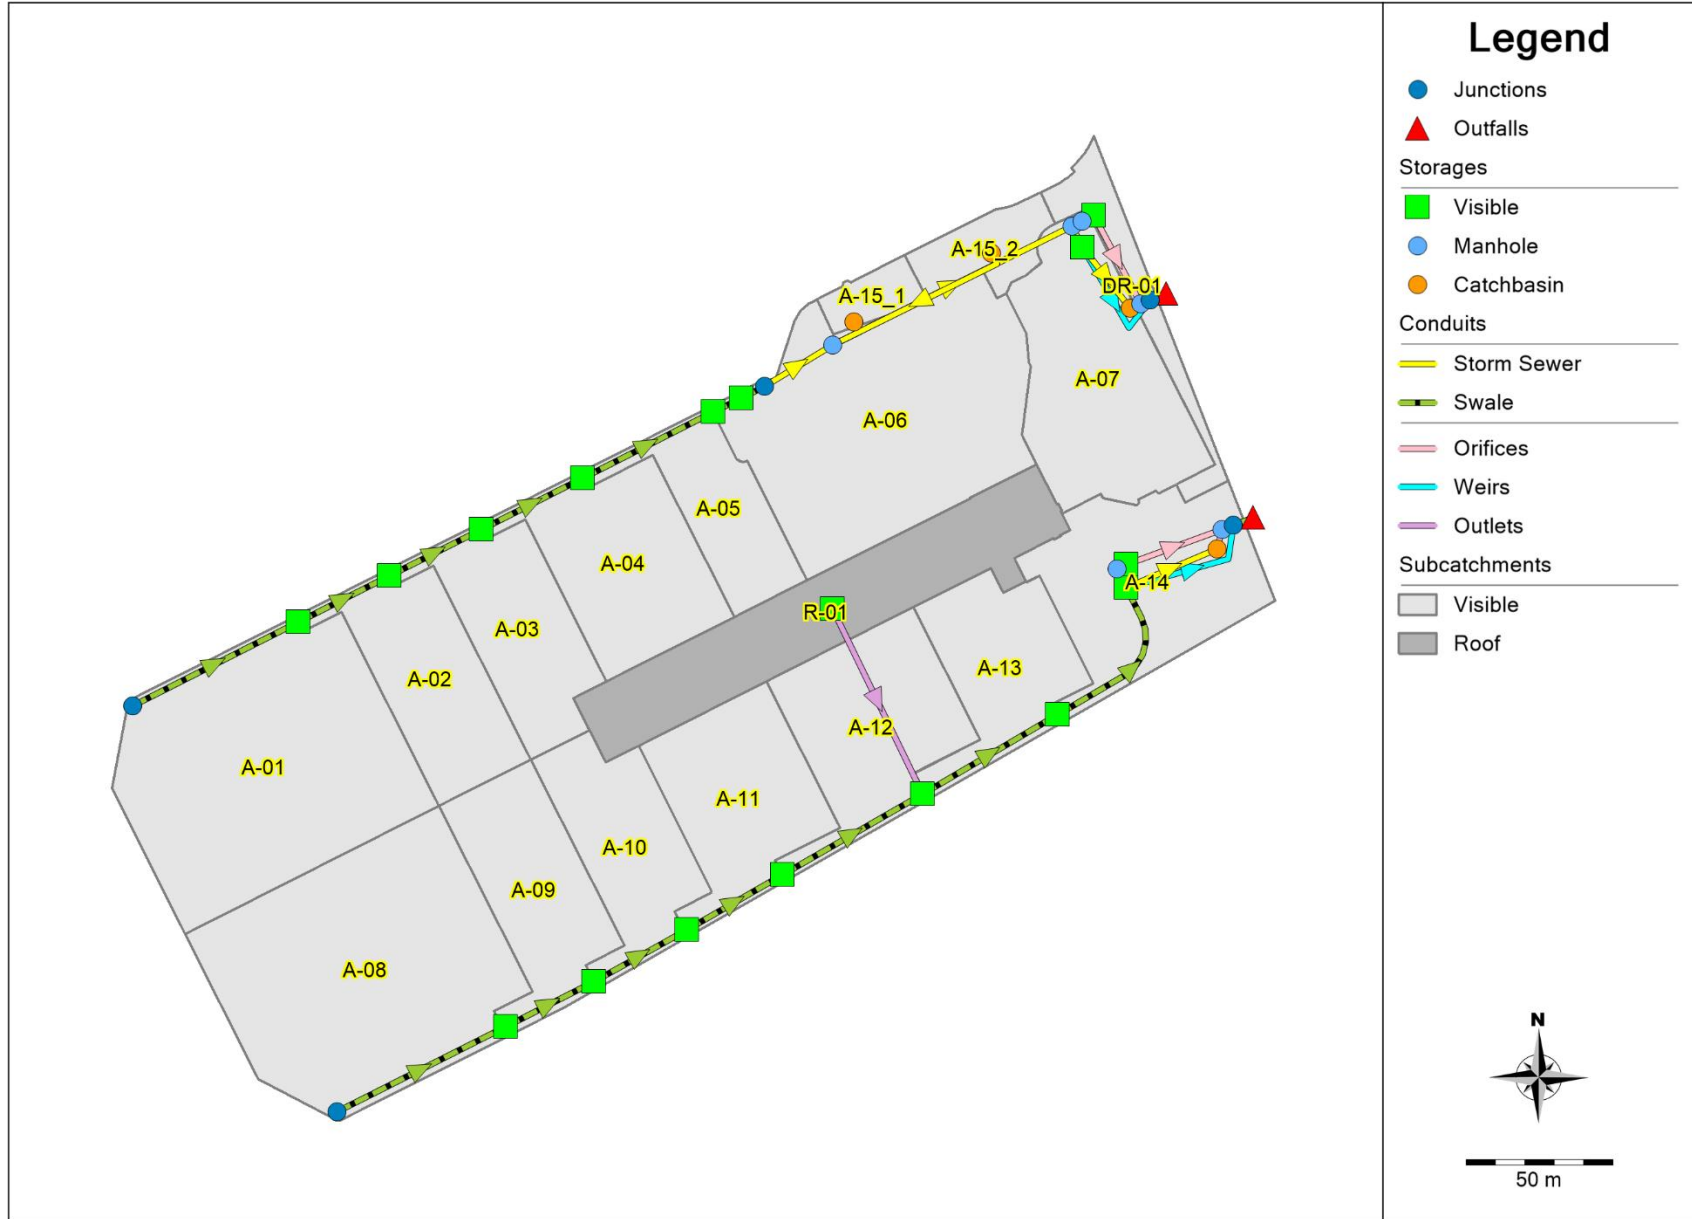 Legend
Junctions
Outfalls
Storages
Visible
Manhole
Catchbasin
Conduits
Storm Sewer
Swale
Orifices
Weirs
Outlets
Subcatchments
Visible
Roof
N
50 m
A-15_2
DR-01
A-15_1
A-07
A-06
A-05
A-04
A-14
R-01
A-03
A-13
A-02
A-12
A-01
A-11
A-10
A-09
A-08